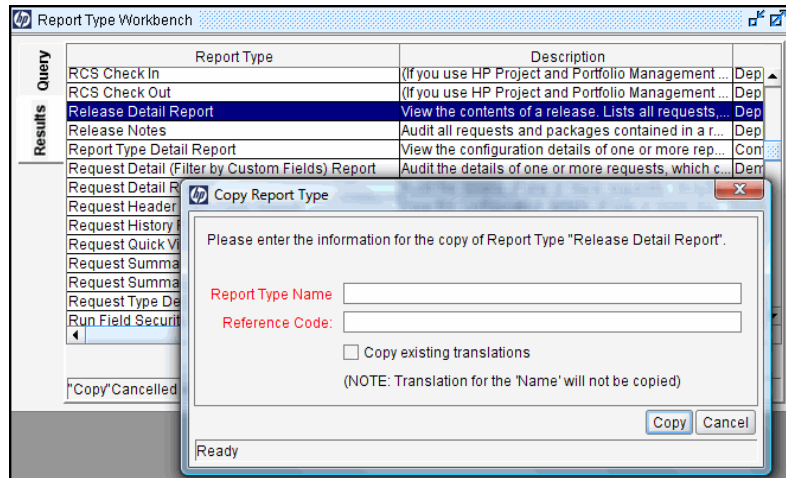 hp Report Type Workbench
Query
Results
Report Type Description
RCS Check In (If you use HP Project and Portfolio Management ... Dep
RCS Check Out (If you use HP Project and Portfolio Management ... Dep
Release Detail Report View the contents of a release. Lists all requests,... Dep
Release Notes Audit all requests and packages contained in a r... Dep
Report Type Detail Report View the configuration details of one or more rep... Con
Request Detail (Filter by Custom Fields) Report Audit the details of one or more requests, which c... Dem
Request Detail R
Request Header
Request History
Request Quick Vi
Request Summa
Request Summa
Request Type De
Run Field Securit
"Copy"Cancelled
hp Copy Report Type
Please enter the information for the copy of Report Type "Release Detail Report".
Report Type Name
Reference Code:
Copy existing translations
(NOTE: Translation for the 'Name' will not be copied)
Copy Cancel
Ready